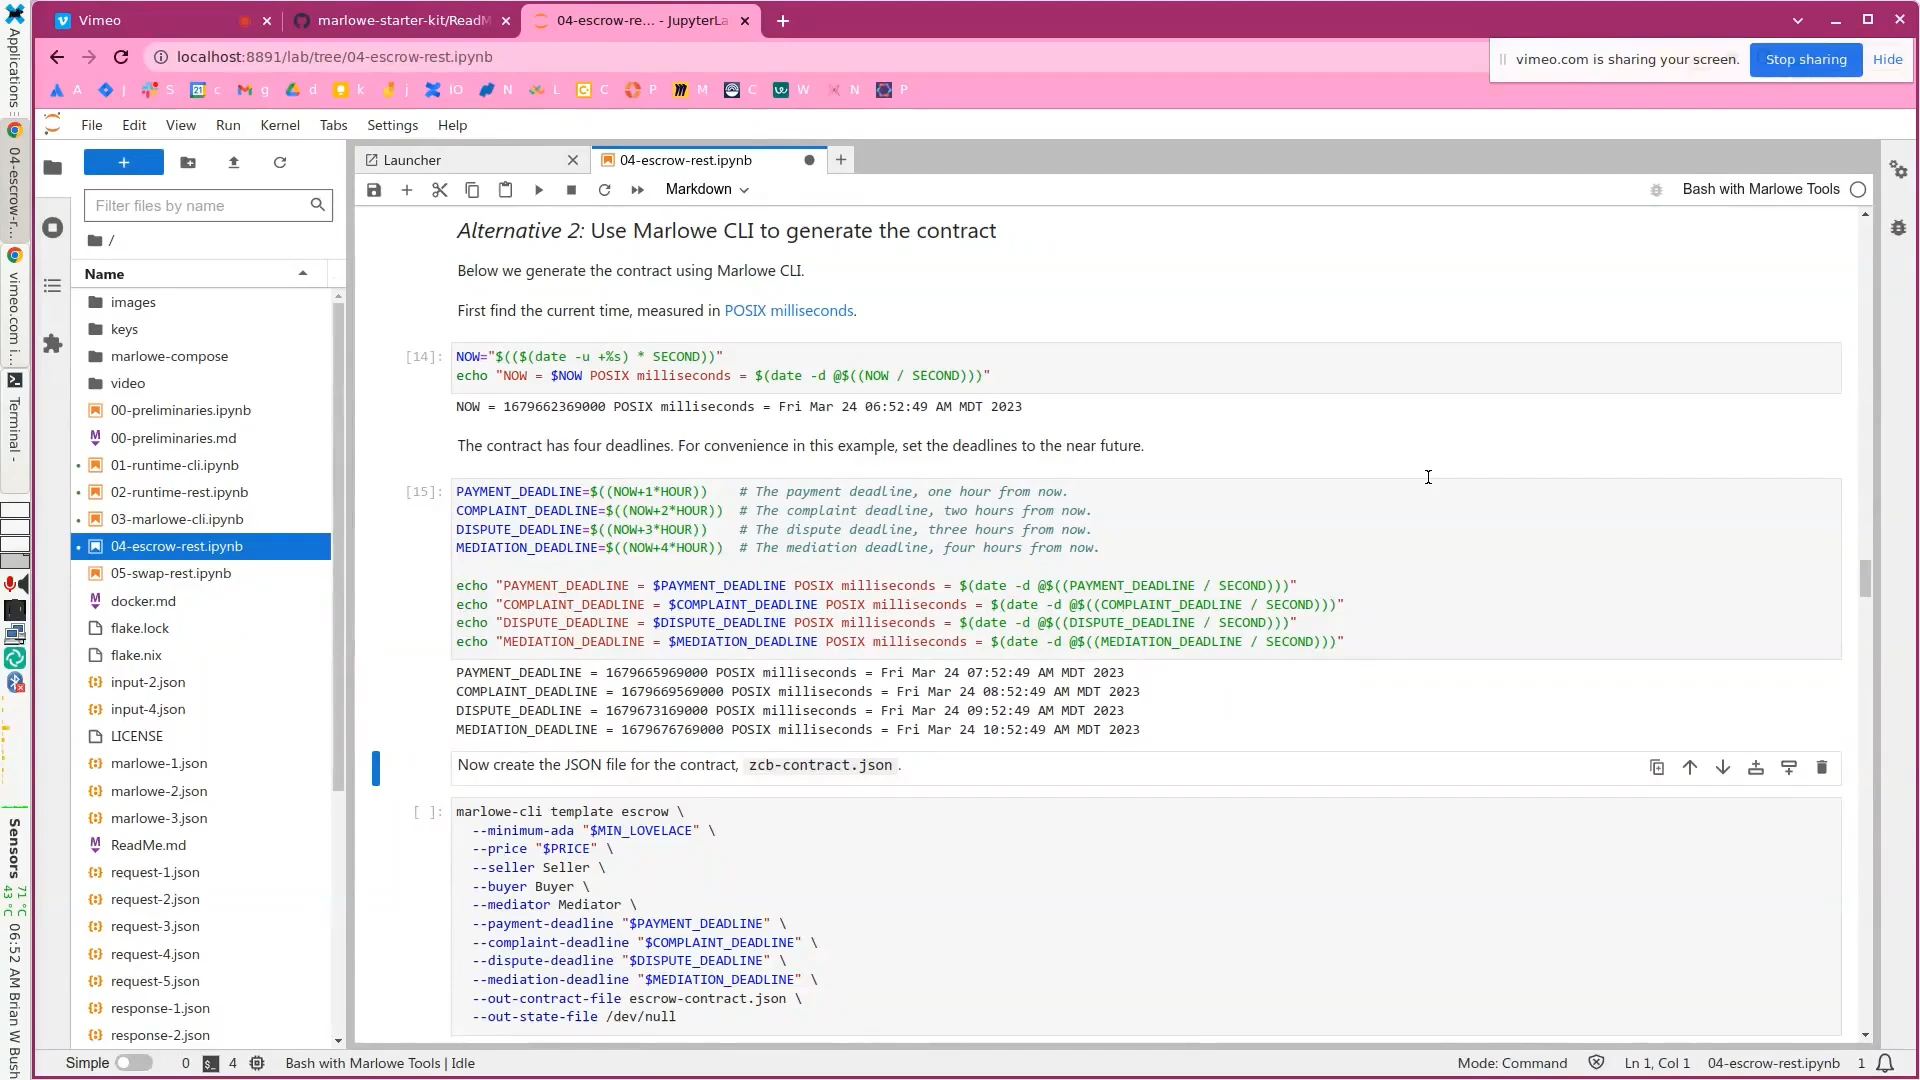 Applications
04-escrow-r...
vimeo.com i...
Terminal -
Sensors
43 °C 71 °C
06:52 AM Brian W Bush
Vimeo
marlowe-starter-kit/ReadM
04-escrow-re... - JupyterLa
localhost:8891/lab/tree/04-escrow-rest.ipynb
vimeo.com is sharing your screen.
Stop sharing
Hide
A J S 21 c M g d k j IO N L C C P M C W N P
File Edit View Run Kernel Tabs Settings Help
Filter files by name
/
Name
images
keys
marlowe-compose
video
00-preliminaries.ipynb
00-preliminaries.md
01-runtime-cli.ipynb
02-runtime-rest.ipynb
03-marlowe-cli.ipynb
04-escrow-rest.ipynb
05-swap-rest.ipynb
docker.md
flake.lock
flake.nix
input-2.json
input-4.json
LICENSE
marlowe-1.json
marlowe-2.json
marlowe-3.json
ReadMe.md
request-1.json
request-2.json
request-3.json
request-4.json
request-5.json
response-1.json
response-2.json
Launcher
04-escrow-rest.ipynb
Markdown
Bash with Marlowe Tools
Alternative 2: Use Marlowe CLI to generate the contract
Below we generate the contract using Marlowe CLI.
First find the current time, measured in POSIX milliseconds.
[14]: NOW="$(($(date -u +%s) * SECOND))"
echo "NOW = $NOW POSIX milliseconds = $(date -d @$((NOW / SECOND)))"
NOW = 1679662369000 POSIX milliseconds = Fri Mar 24 06:52:49 AM MDT 2023
The contract has four deadlines. For convenience in this example, set the deadlines to the near future.
[15]: PAYMENT_DEADLINE=$((NOW+1*HOUR)) # The payment deadline, one hour from now.
COMPLAINT_DEADLINE=$((NOW+2*HOUR)) # The complaint deadline, two hours from now.
DISPUTE_DEADLINE=$((NOW+3*HOUR)) # The dispute deadline, three hours from now.
MEDIATION_DEADLINE=$((NOW+4*HOUR)) # The mediation deadline, four hours from now.
echo "PAYMENT_DEADLINE = $PAYMENT_DEADLINE POSIX milliseconds = $(date -d @$((PAYMENT_DEADLINE / SECOND)))"
echo "COMPLAINT_DEADLINE = $COMPLAINT_DEADLINE POSIX milliseconds = $(date -d @$((COMPLAINT_DEADLINE / SECOND)))"
echo "DISPUTE_DEADLINE = $DISPUTE_DEADLINE POSIX milliseconds = $(date -d @$((DISPUTE_DEADLINE / SECOND)))"
echo "MEDIATION_DEADLINE = $MEDIATION_DEADLINE POSIX milliseconds = $(date -d @$((MEDIATION_DEADLINE / SECOND)))"
PAYMENT_DEADLINE = 1679665969000 POSIX milliseconds = Fri Mar 24 07:52:49 AM MDT 2023
COMPLAINT_DEADLINE = 1679669569000 POSIX milliseconds = Fri Mar 24 08:52:49 AM MDT 2023
DISPUTE_DEADLINE = 1679673169000 POSIX milliseconds = Fri Mar 24 09:52:49 AM MDT 2023
MEDIATION_DEADLINE = 1679676769000 POSIX milliseconds = Fri Mar 24 10:52:49 AM MDT 2023
Now create the JSON file for the contract, zcb-contract.json .
[ ]: marlowe-cli template escrow \
--minimum-ada "$MIN_LOVELACE" \
--price "$PRICE" \
--seller Seller \
--buyer Buyer \
--mediator Mediator \
--payment-deadline "$PAYMENT_DEADLINE" \
--complaint-deadline "$COMPLAINT_DEADLINE" \
--dispute-deadline "$DISPUTE_DEADLINE" \
--mediation-deadline "$MEDIATION_DEADLINE" \
--out-contract-file escrow-contract.json \
--out-state-file /dev/null
Simple 0 4 Bash with Marlowe Tools | Idle
Mode: Command Ln 1, Col 1 04-escrow-rest.ipynb 1